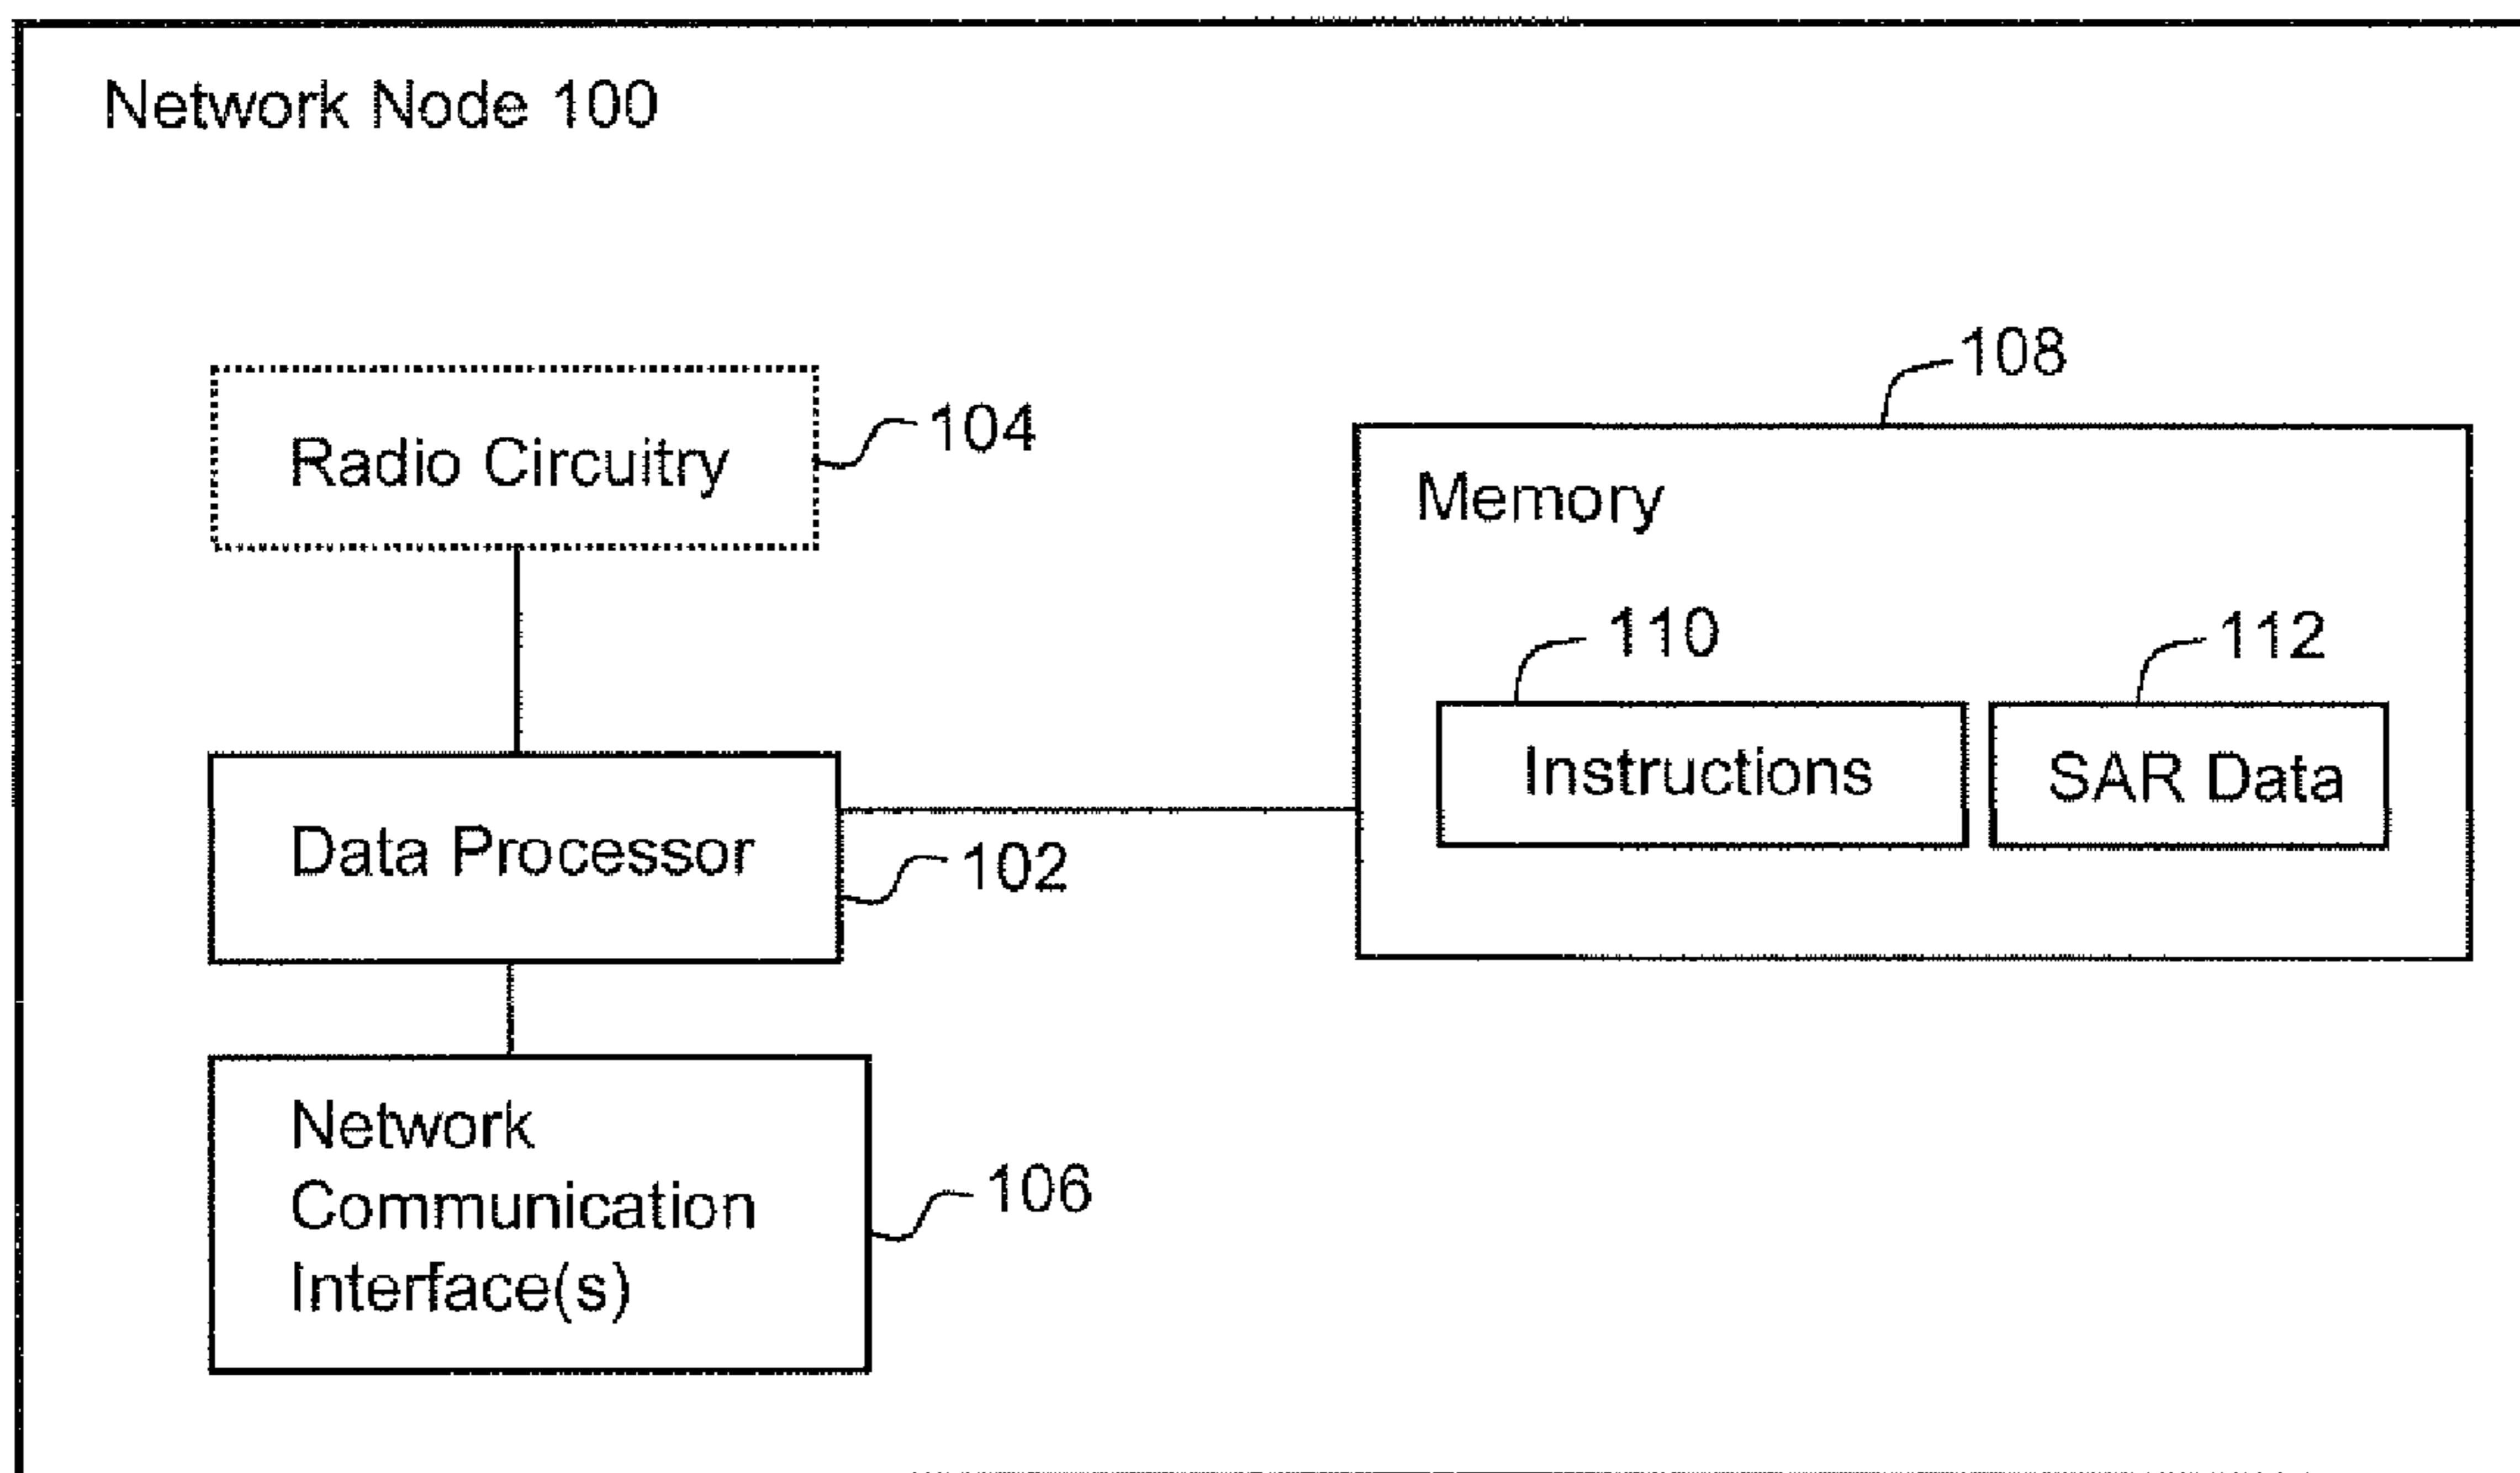 Network Node 100
108
104
Radio Circuitry
Memory
110
112
Instructions
SAR Data
Data Processor
102
Network
Communication
Interface(s)
106